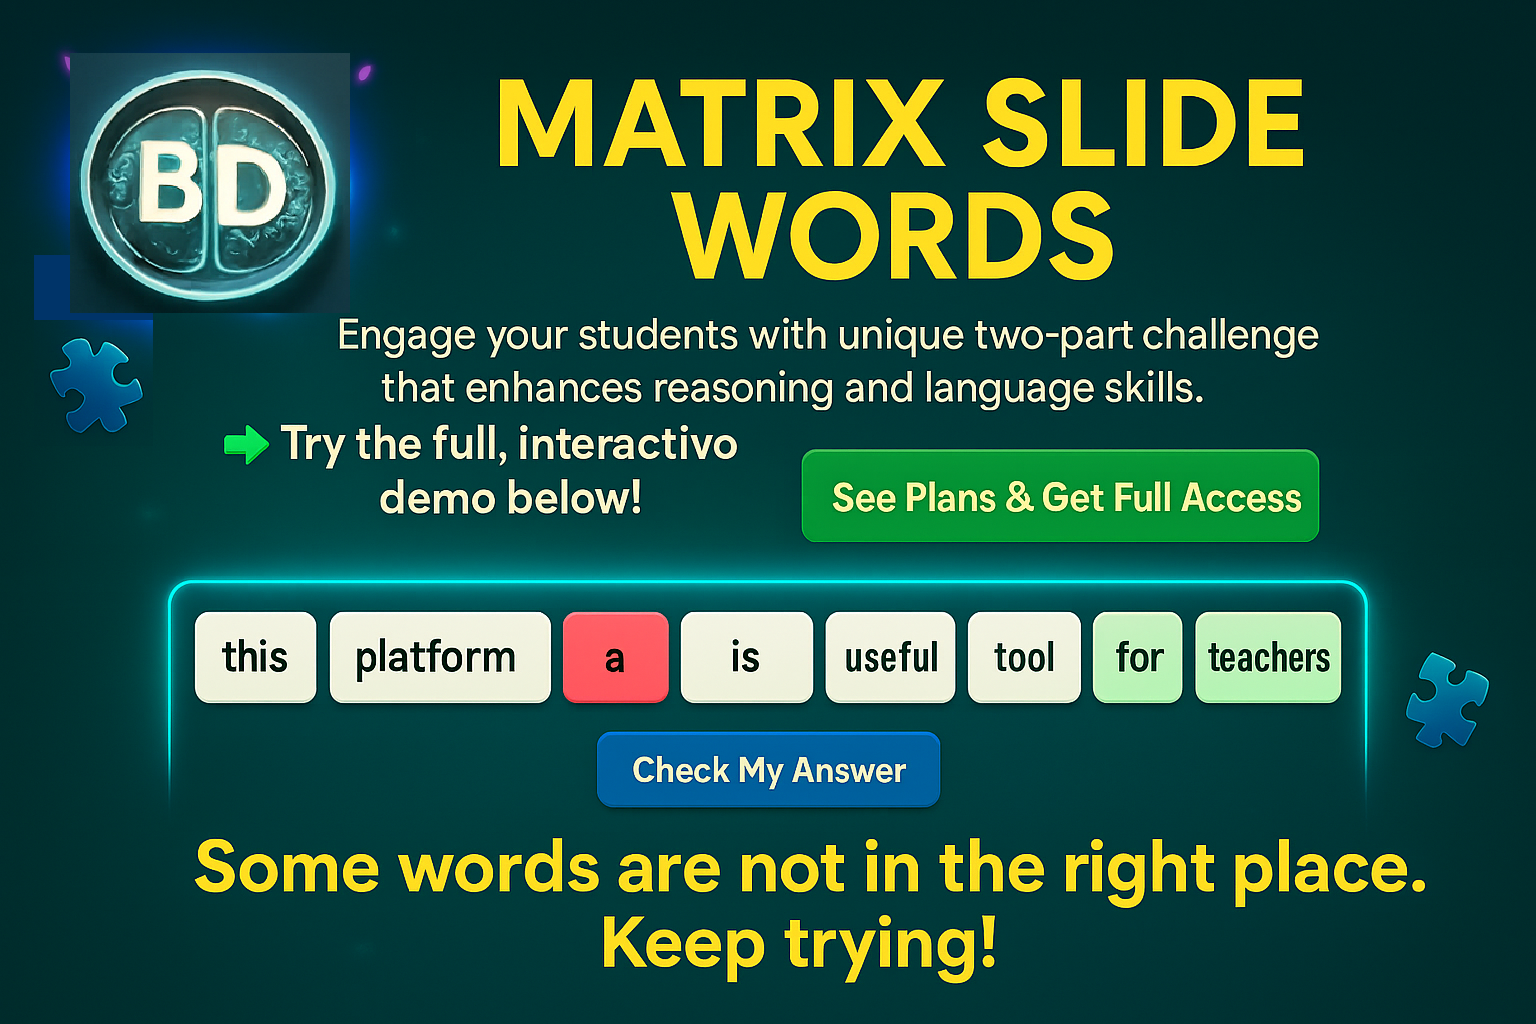 BD
MATRIX SLIDE
WORDS
Engage your students with unique two-part challenge
that enhances reasoning and language skills.
Try the full, interactivo
demo below!
See Plans & Get Full Access
this platform a is useful tool for teachers
Check My Answer
Some words are not in the right place.
Keep trying!